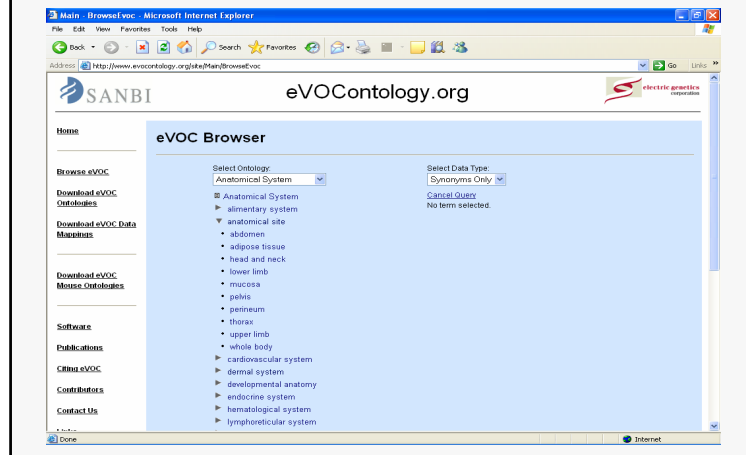 Main - BrowseEvoc - Microsoft Internet Explorer
File Edit View Favorites Tools Help
Back Search Favorites
Address http://www.evocontology.org/site/Main/BrowseEvoc Go Links »
SANBI eVOContology.org electric genetics
corporation
Home
eVOC Browser
Browse eVOC
Download eVOC
Ontologies
Download eVOC Data
Mappings
Download eVOC
Mouse Ontologies
Software
Publications
Citing eVOC
Contributors
Contact Us
Select Ontology:
Anatomical System
Anatomical System
alimentary system
anatomical site
abdomen
adipose tissue
head and neck
lower limb
mucosa
pelvis
perineum
thorax
upper limb
whole body
cardiovascular system
dermal system
developmental anatomy
endocrine system
hematological system
lymphoreticular system
Select Data Type:
Synonyms Only
Cancel Query
No term selected.
Done Internet